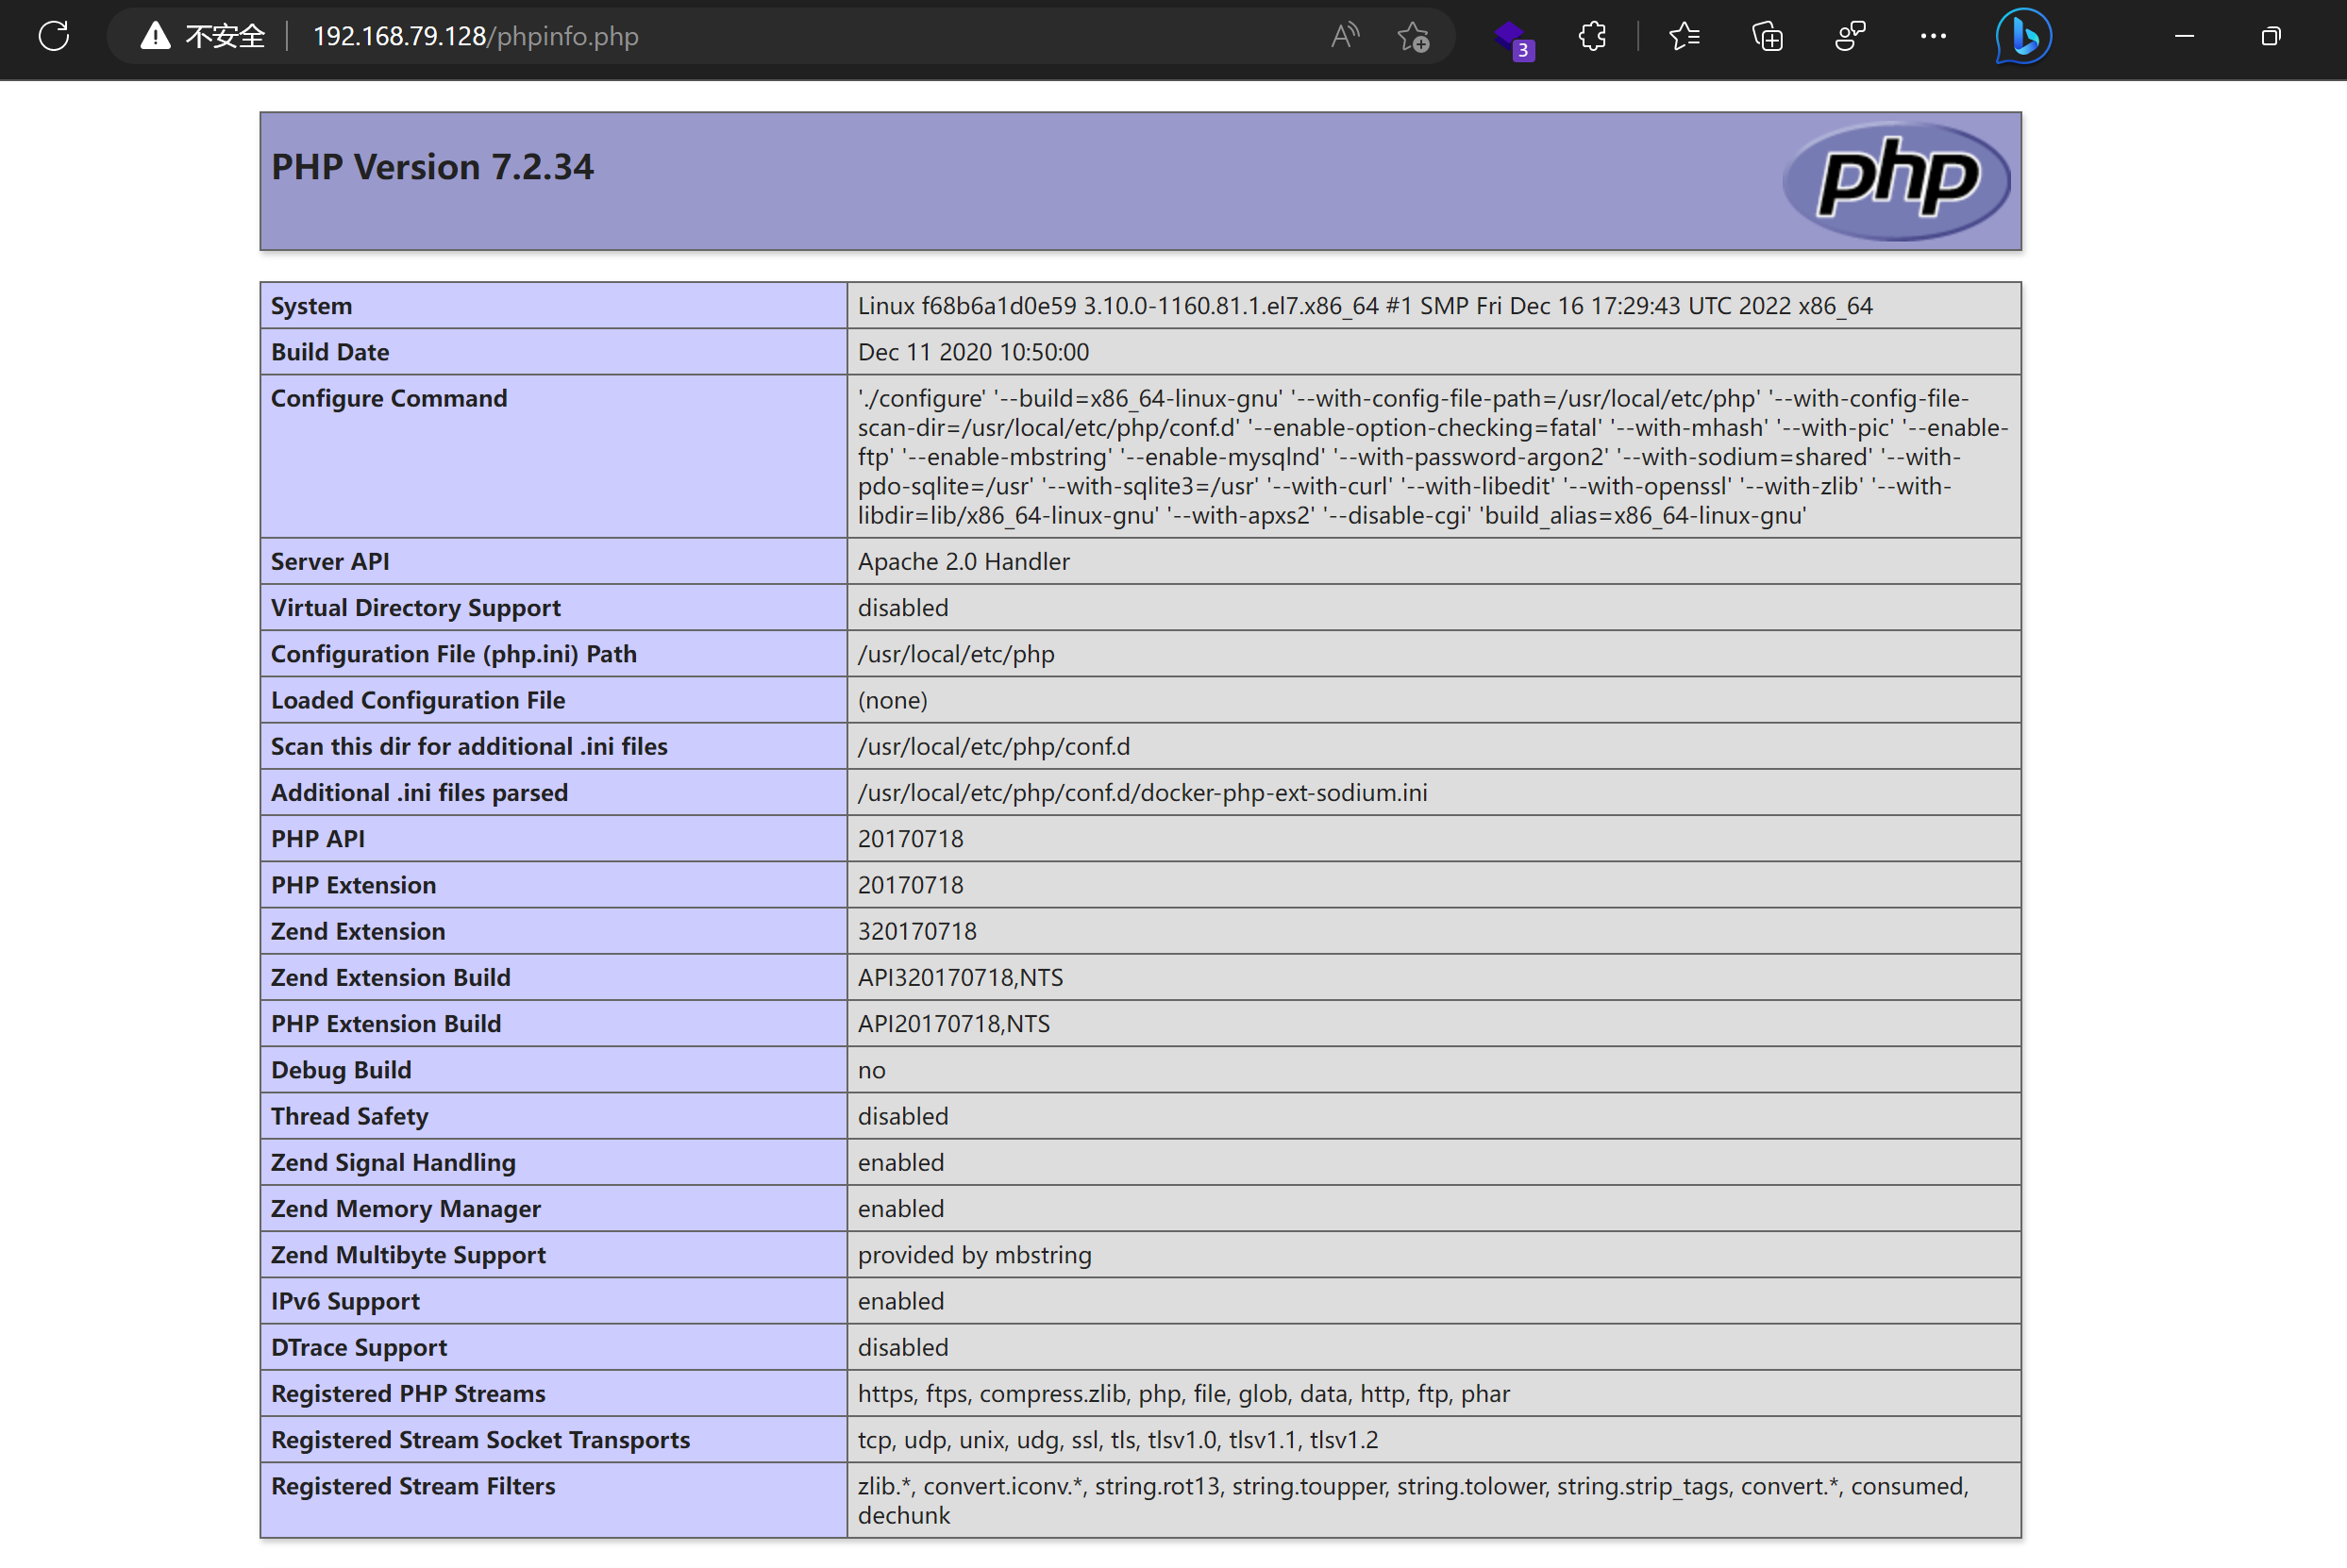 不安全 192.168.79.128/phpinfo.php
3
PHP Version 7.2.34
php
System Linux f68b6a1d0e59 3.10.0-1160.81.1.el7.x86_64 #1 SMP Fri Dec 16 17:29:43 UTC 2022 x86_64
Build Date Dec 11 2020 10:50:00
Configure Command './configure' '--build=x86_64-linux-gnu' '--with-config-file-path=/usr/local/etc/php' '--with-config-file-
scan-dir=/usr/local/etc/php/conf.d' '--enable-option-checking=fatal' '--with-mhash' '--with-pic' '--enable-
ftp' '--enable-mbstring' '--enable-mysqlnd' '--with-password-argon2' '--with-sodium=shared' '--with-
pdo-sqlite=/usr' '--with-sqlite3=/usr' '--with-curl' '--with-libedit' '--with-openssl' '--with-zlib' '--with-
libdir=lib/x86_64-linux-gnu' '--with-apxs2' '--disable-cgi' 'build_alias=x86_64-linux-gnu'
Server API Apache 2.0 Handler
Virtual Directory Support disabled
Configuration File (php.ini) Path /usr/local/etc/php
Loaded Configuration File (none)
Scan this dir for additional .ini files /usr/local/etc/php/conf.d
Additional .ini files parsed /usr/local/etc/php/conf.d/docker-php-ext-sodium.ini
PHP API 20170718
PHP Extension 20170718
Zend Extension 320170718
Zend Extension Build API320170718,NTS
PHP Extension Build API20170718,NTS
Debug Build no
Thread Safety disabled
Zend Signal Handling enabled
Zend Memory Manager enabled
Zend Multibyte Support provided by mbstring
IPv6 Support enabled
DTrace Support disabled
Registered PHP Streams https, ftps, compress.zlib, php, file, glob, data, http, ftp, phar
Registered Stream Socket Transports tcp, udp, unix, udg, ssl, tls, tlsv1.0, tlsv1.1, tlsv1.2
Registered Stream Filters zlib.*, convert.iconv.*, string.rot13, string.toupper, string.tolower, string.strip_tags, convert.*, consumed,
dechunk